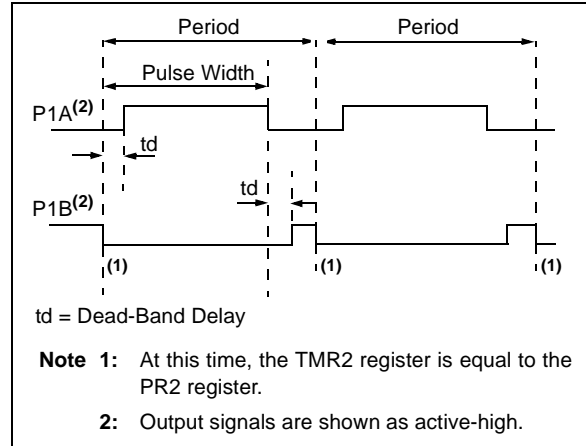 Period Period
Pulse Width
P1A(2)
td
td
P1B(2)
(1) (1) (1)
td = Dead-Band Delay
Note 1: At this time, the TMR2 register is equal to the
PR2 register.
2: Output signals are shown as active-high.